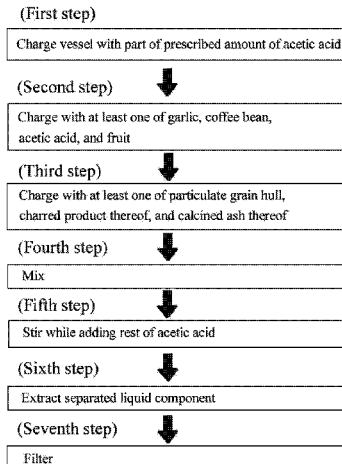 (First step)
Charge vessel with part of prescribed amount of acetic acid
(Second step)
Charge with at least one of garlic, coffee bean,
acetic acid, and fruit
(Third step)
Charge with at least one of particulate grain hull,
charred product thereof, and calcined ash thereof
(Fourth step)
Mix
(Fifth step)
Stir while adding rest of acetic acid
(Sixth step)
Extract separated liquid component
(Seventh step)
Filter